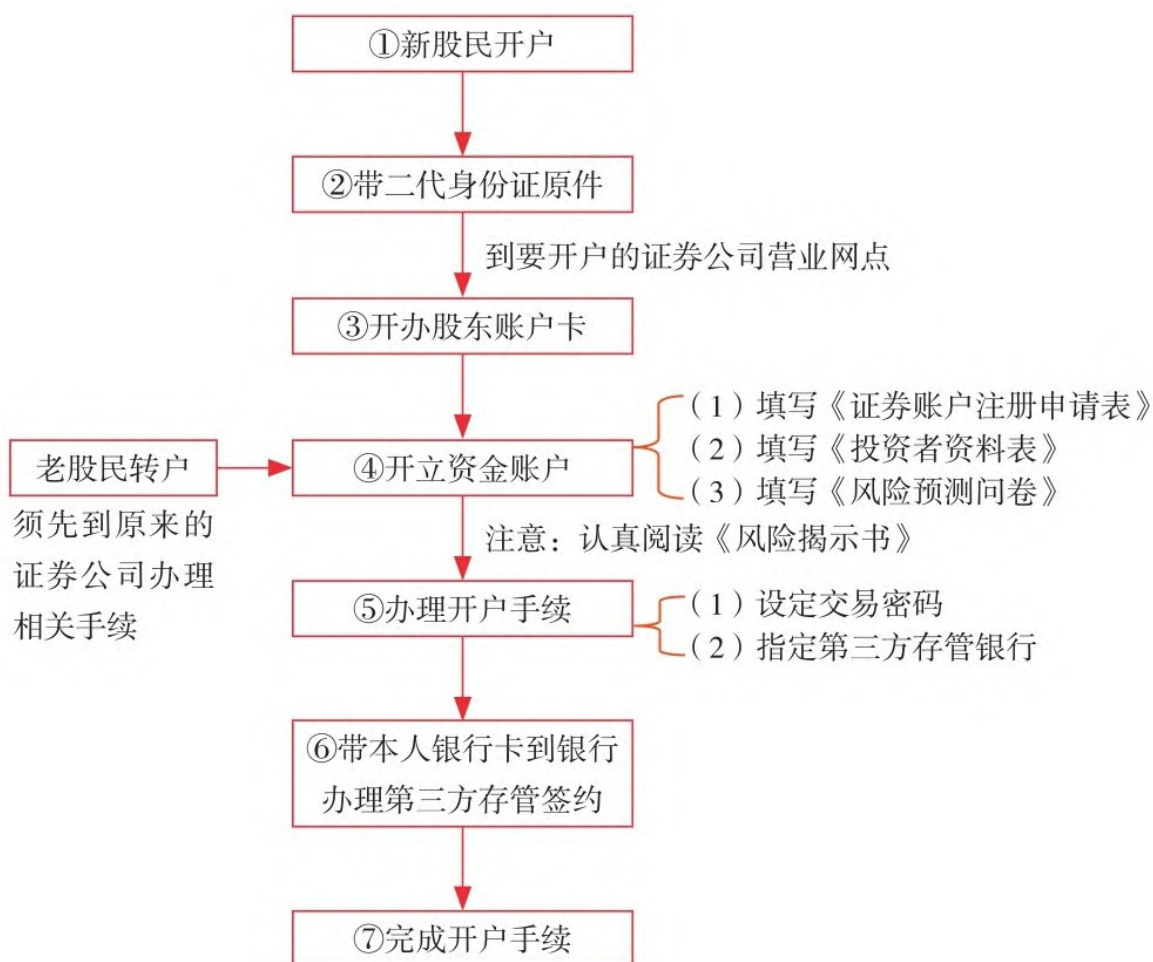 ①新股民开户
②带二代身份证原件
到要开户的证券公司营业网点
③开办股东账户卡
老股民转户
须先到原来的
证券公司办理
相关手续
④开立资金账户
（1）填写《证券账户注册申请表》
（2）填写《投资者资料表》
（3）填写《风险预测问卷》
注意：认真阅读《风险揭示书》
⑤办理开户手续
（1）设定交易密码
（2）指定第三方存管银行
⑥带本人银行卡到银行
办理第三方存管签约
⑦完成开户手续